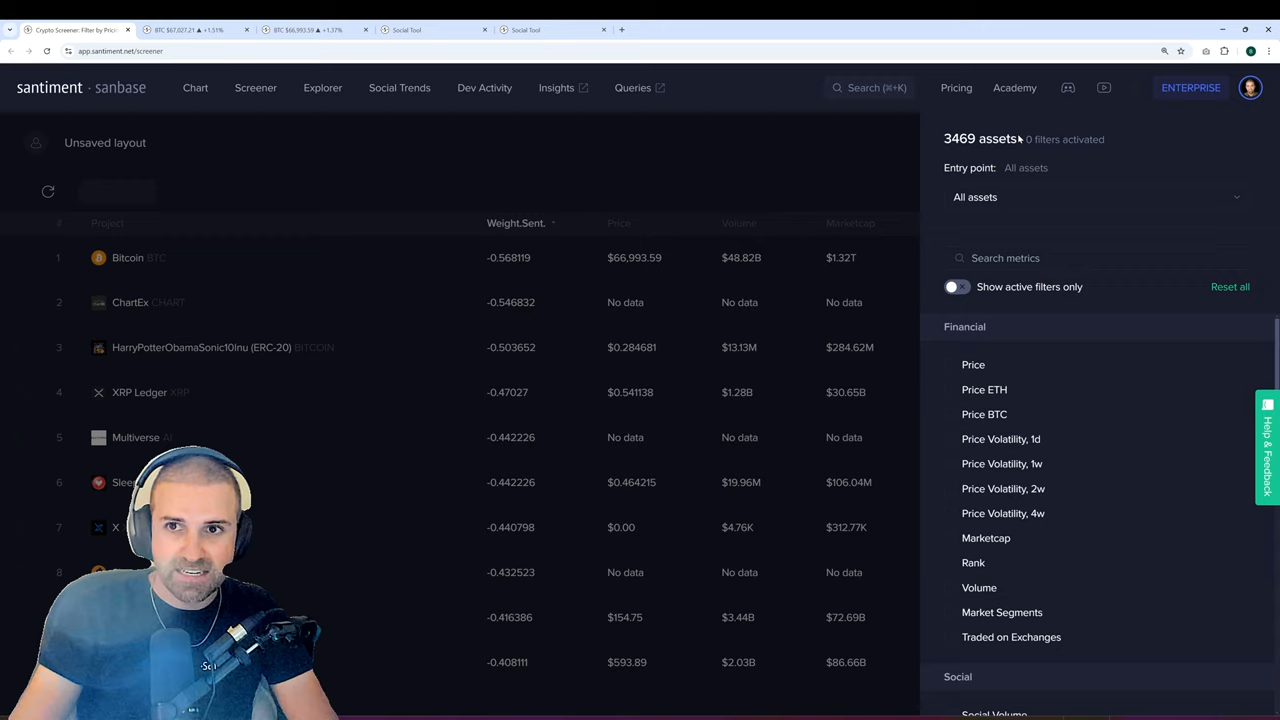 Crypto Screener: Filter by Price
BTC $67,027.21 ▲ +1.51%
BTC $66,993.59 ▲ +1.37%
Social Tool
Social Tool
app.santiment.net/screener
santiment · sanbase
Chart
Screener
Explorer
Social Trends
Dev Activity
Insights
Queries
Search (⌘+K)
Pricing
Academy
ENTERPRISE
Unsaved layout
# Project Weight.Sent. Price Volume Marketcap
1 Bitcoin BTC -0.568119 $66,993.59 $48.82B $1.32T
2 ChartEx CHART -0.546832 No data No data No data
3 HarryPotterObamaSonic10Inu (ERC-20) BITCOIN -0.503652 $0.284681 $13.13M $284.62M
4 XRP Ledger XRP -0.47027 $0.541138 $1.28B $30.65B
5 Multiverse AI -0.442226 No data No data No data
6 -0.442226 $0.464215 $19.96M $106.04M
7 X -0.440798 $0.00 $4.76K $312.77K
8 -0.432523 No data No data No data
-0.416386 $154.75 $3.44B $72.69B
-0.408111 $593.89 $2.03B $86.66B
3469 assets 0 filters activated
Entry point: All assets
All assets
Search metrics
Show active filters only
Reset all
Financial
Price
Price ETH
Price BTC
Price Volatility, 1d
Price Volatility, 1w
Price Volatility, 2w
Price Volatility, 4w
Marketcap
Rank
Volume
Market Segments
Traded on Exchanges
Social
Social Volume
Help & Feedback